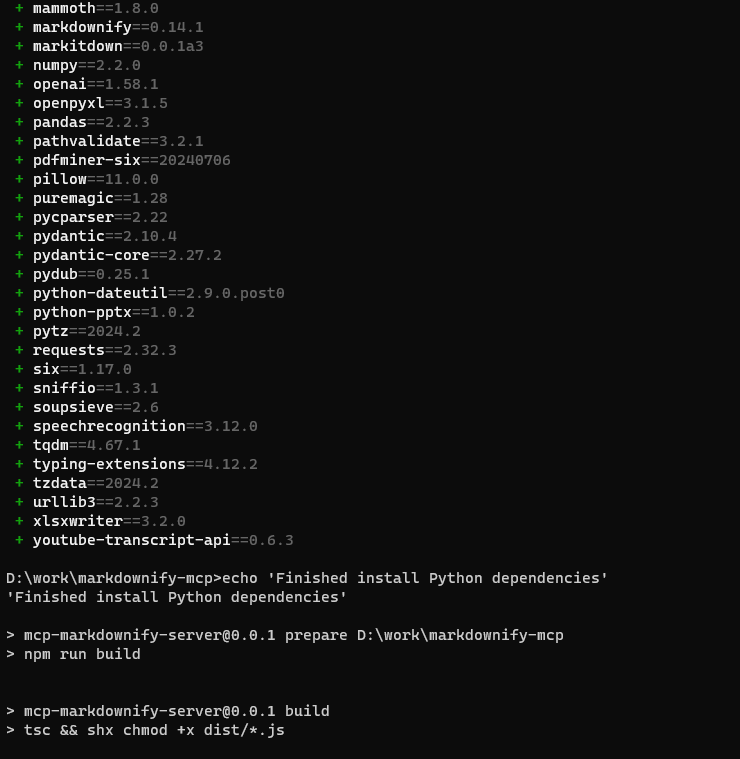 + mammoth==1.8.0
+ markdownify==0.14.1
+ markitdown==0.0.1a3
+ numpy==2.2.0
+ openai==1.58.1
+ openpyxl==3.1.5
+ pandas==2.2.3
+ pathvalidate==3.2.1
+ pdfminer-six==20240706
+ pillow==11.0.0
+ puremagic==1.28
+ pycparser==2.22
+ pydantic==2.10.4
+ pydantic-core==2.27.2
+ pydub==0.25.1
+ python-dateutil==2.9.0.post0
+ python-pptx==1.0.2
+ pytz==2024.2
+ requests==2.32.3
+ six==1.17.0
+ sniffio==1.3.1
+ soupsieve==2.6
+ speechrecognition==3.12.0
+ tqdm==4.67.1
+ typing-extensions==4.12.2
+ tzdata==2024.2
+ urllib3==2.2.3
+ xlsxwriter==3.2.0
+ youtube-transcript-api==0.6.3
D:\work\markdownify-mcp>echo 'Finished install Python dependencies'
'Finished install Python dependencies'
> mcp-markdownify-server@0.0.1 prepare D:\work\markdownify-mcp
> npm run build
> mcp-markdownify-server@0.0.1 build
> tsc && shx chmod +x dist/*.js